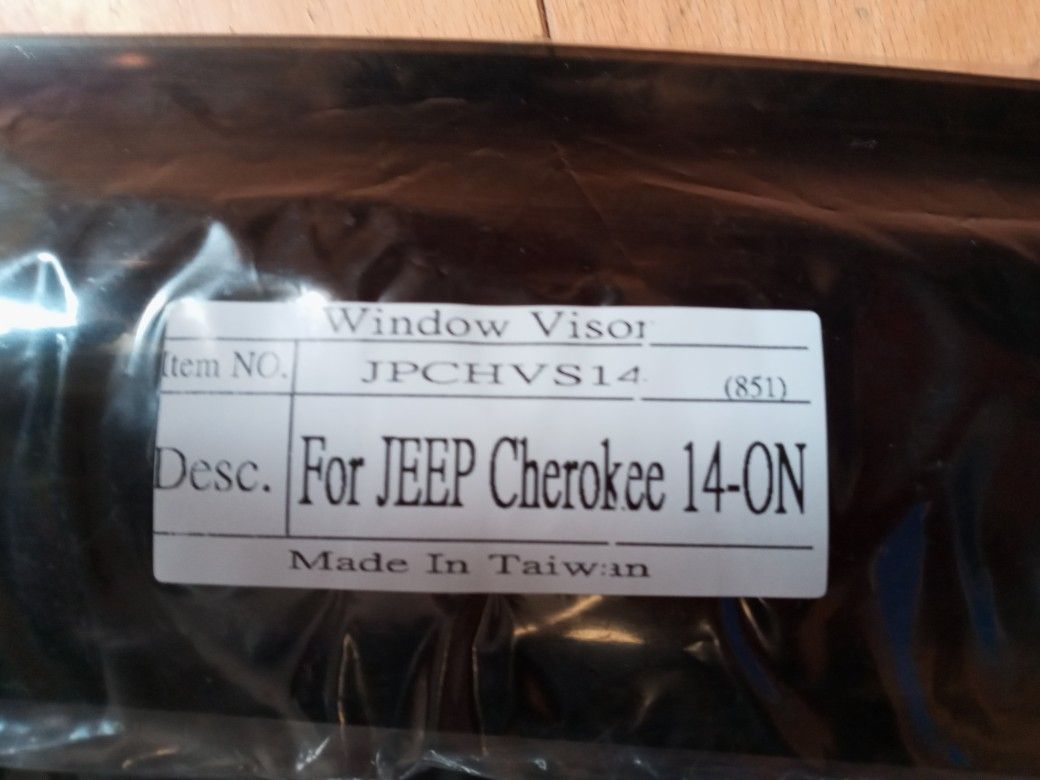 Window Visor
Item NO. JPCHVS14 (851)
Desc. For JEEP Cherokee 14-ON
Made In Taiwan